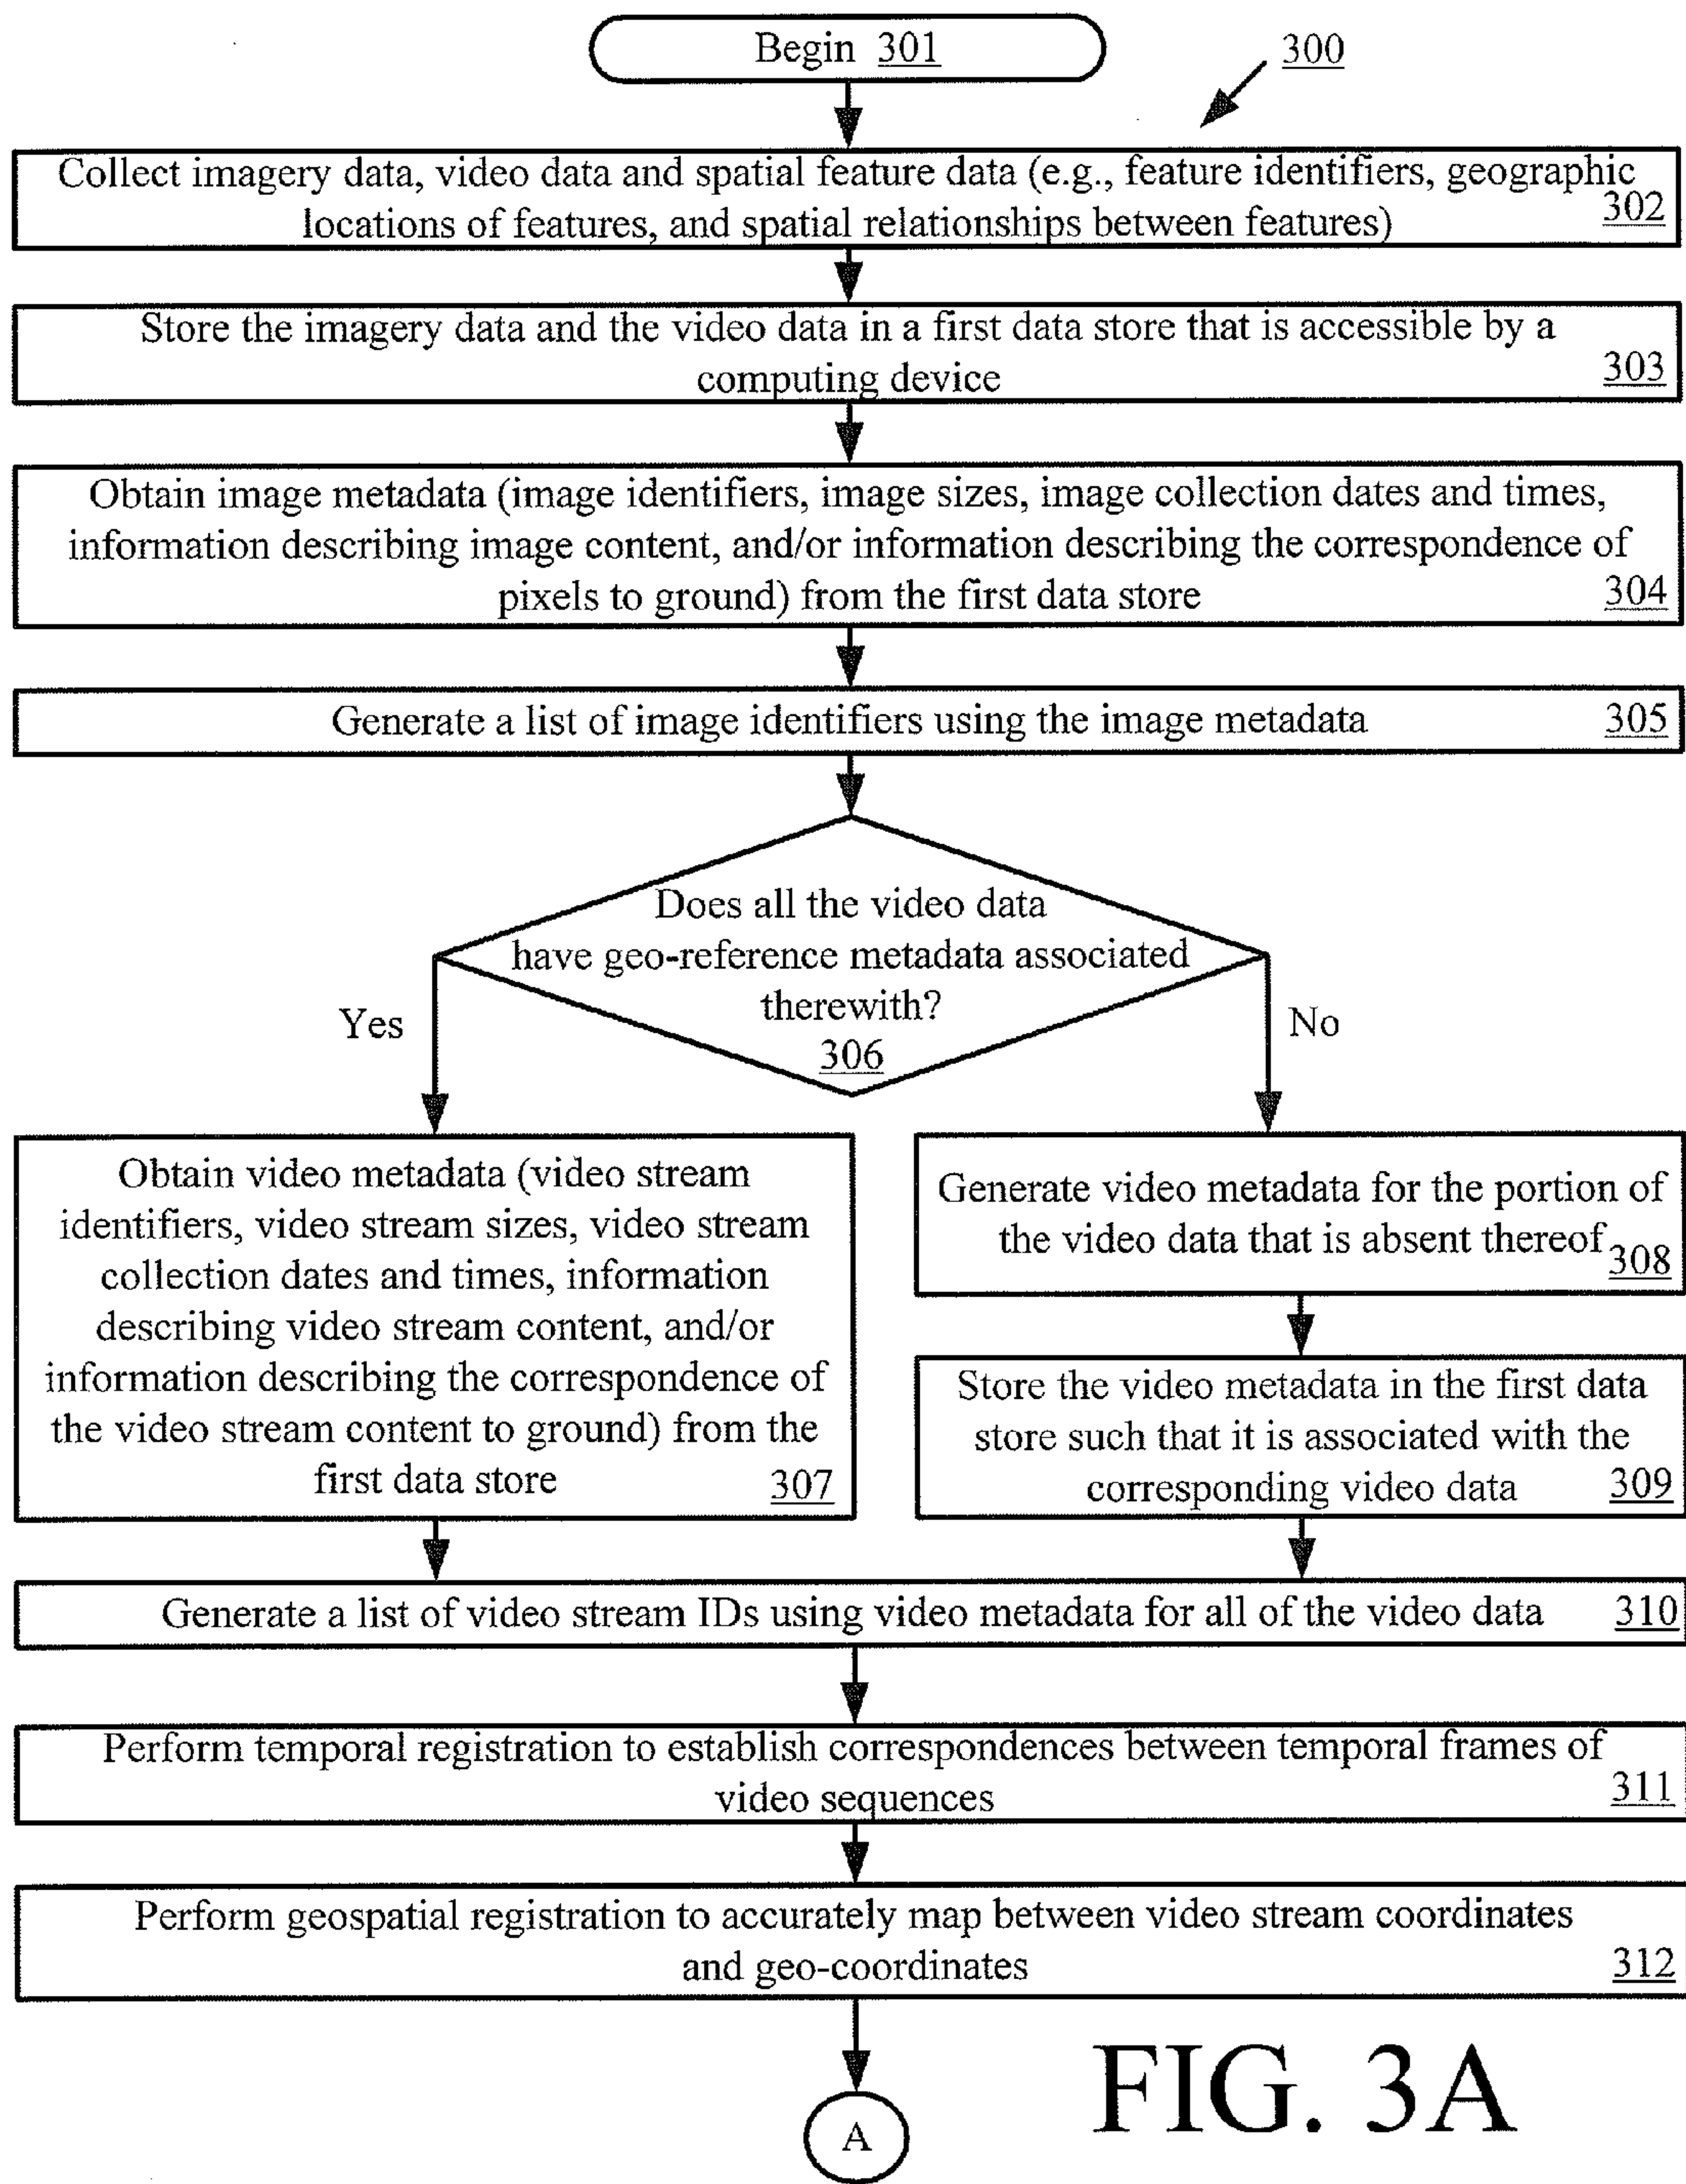 Begin 301
300
Collect imagery data, video data and spatial feature data (e.g., feature identifiers, geographic
locations of features, and spatial relationships between features)
302
Store the imagery data and the video data in a first data store that is accessible by a
computing device
303
Obtain image metadata (image identifiers, image sizes, image collection dates and times,
information describing image content, and/or information describing the correspondence of
pixels to ground) from the first data store
304
Generate a list of image identifiers using the image metadata
305
Does all the video data
have geo-reference metadata associated
therewith?
306
Yes
No
Obtain video metadata (video stream
identifiers, video stream sizes, video stream
collection dates and times, information
describing video stream content, and/or
information describing the correspondence of
the video stream content to ground) from the
first data store
307
Generate video metadata for the portion of
the video data that is absent thereof
308
Store the video metadata in the first data
store such that it is associated with the
corresponding video data
309
Generate a list of video stream IDs using video metadata for all of the video data
310
Perform temporal registration to establish correspondences between temporal frames of
video sequences
311
Perform geospatial registration to accurately map between video stream coordinates
and geo-coordinates
312
A
FIG. 3A